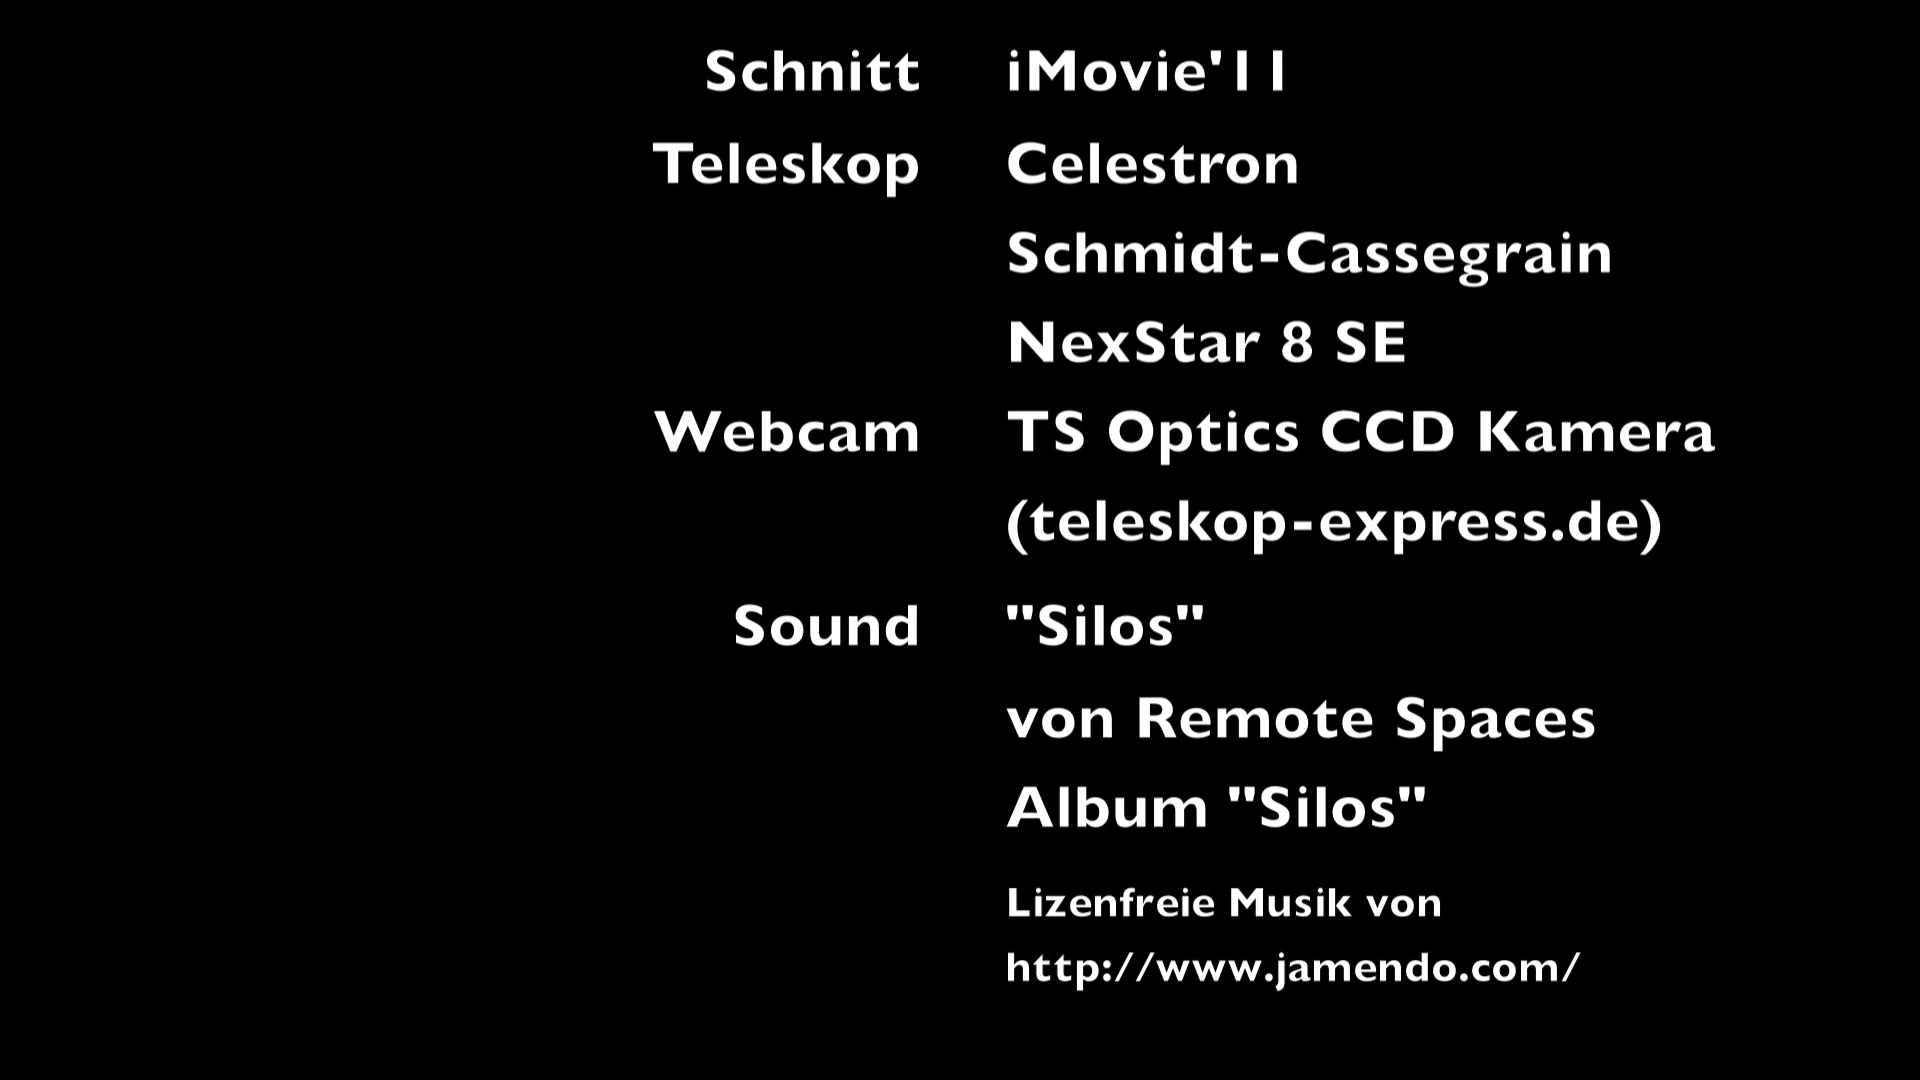 Schnitt iMovie'11
Teleskop Celestron
Schmidt-Cassegrain
NexStar 8 SE
Webcam TS Optics CCD Kamera
(teleskop-express.de)
Sound "Silos"
von Remote Spaces
Album "Silos"
Lizenfreie Musik von
http://www.jamendo.com/